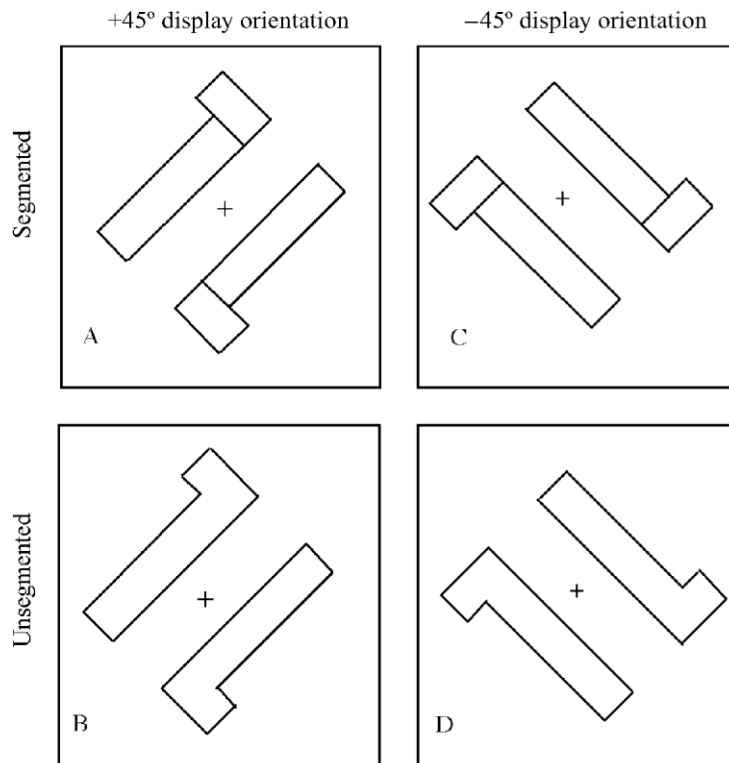 +45º display orientation
–45º display orientation
Segmented
A
C
Unsegmented
B
D